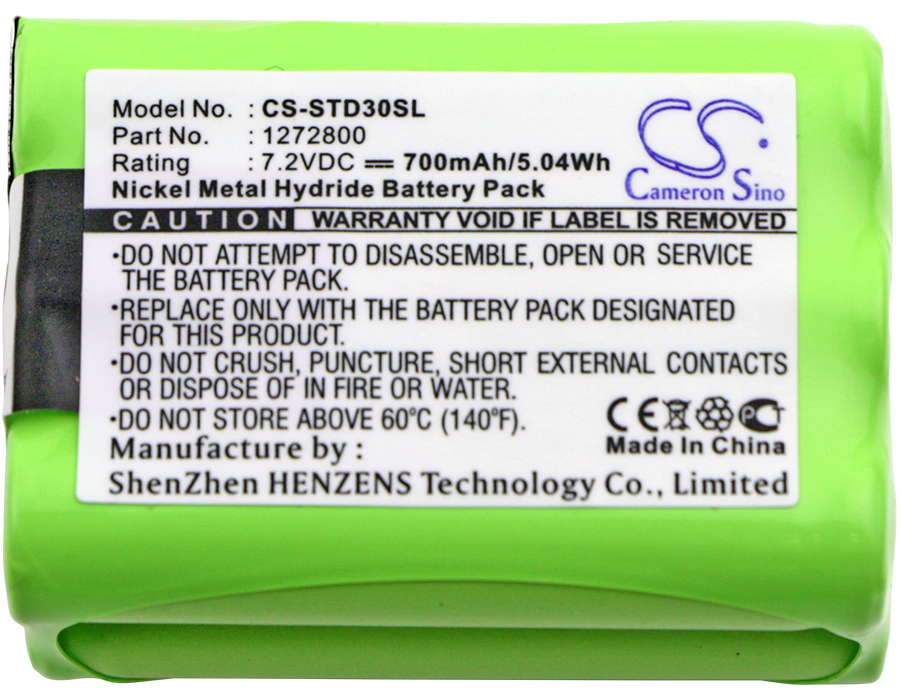 Model No. : CS-STD30SL
Part No. : 1272800
Rating : 7.2VDC 700mAh/5.04Wh
Nickel Metal Hydride Battery Pack
CS
Cameron Sino
CAUTION WARRANTY VOID IF LABEL IS REMOVED
•DO NOT ATTEMPT TO DISASSEMBLE, OPEN OR SERVICE
THE BATTERY PACK.
•REPLACE ONLY WITH THE BATTERY PACK DESIGNATED
FOR THIS PRODUCT.
•DO NOT CRUSH, PUNCTURE, SHORT EXTERNAL CONTACTS
OR DISPOSE IN FIRE OR WATER.
•DO NOT STORE ABOVE 60°C (140°F).
CE
Made In China
Manufacture by :
ShenZhen HENZENS Technology Co., Limited